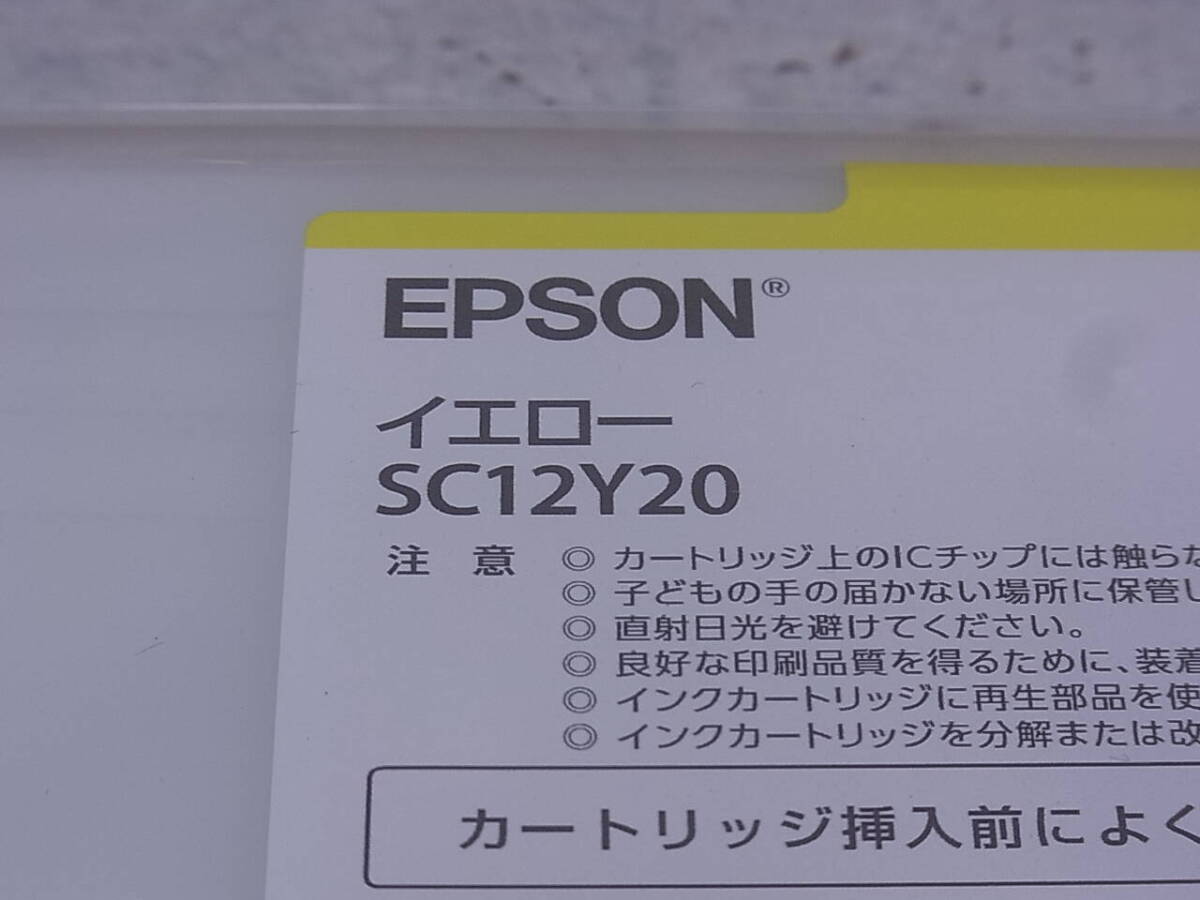 EPSON®
イエロー
SC12Y20
注 意 ◎ カートリッジ上のICチップには触らな
◎ 子どもの手の届かない場所に保管し
◎ 直射日光を避けてください。
◎ 良好な印刷品質を得るために、装着
◎ インクカートリッジに再生部品を使
◎ インクカートリッジを分解または改
カートリッジ挿入前によく